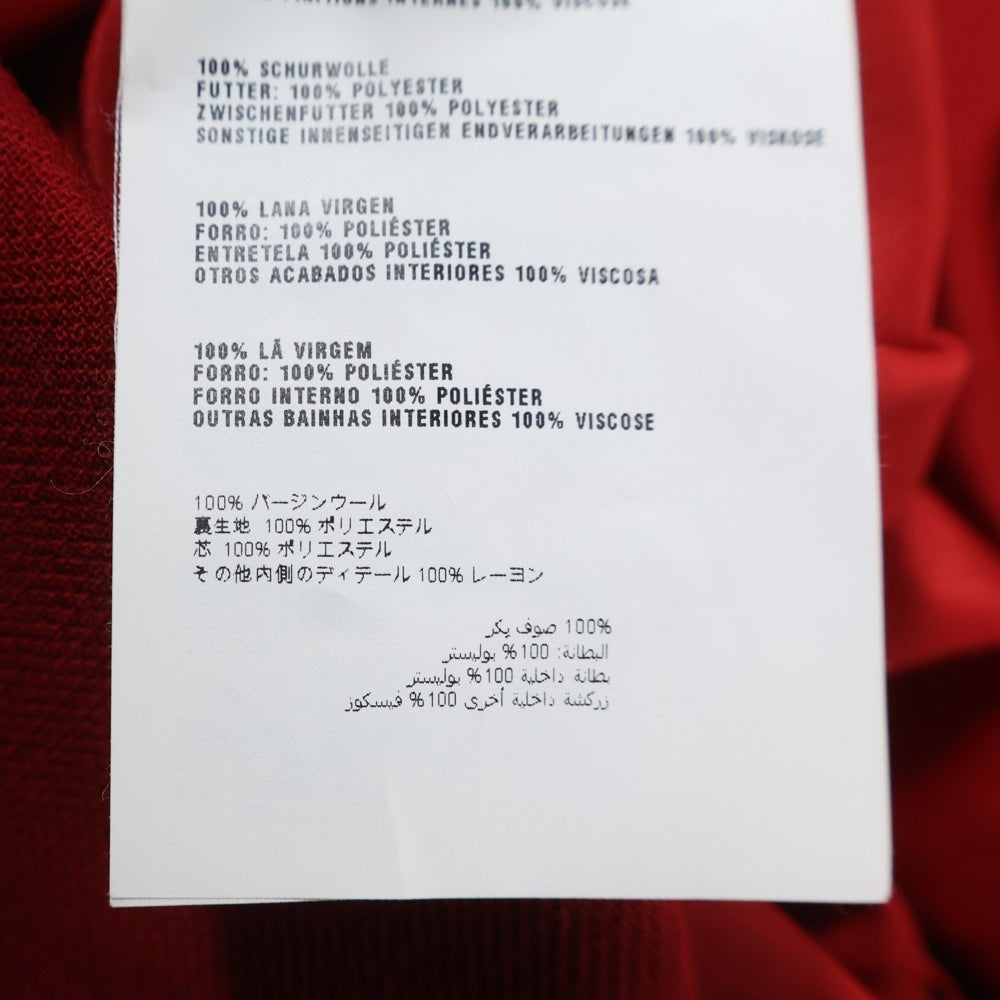 FINITIONS INTERNES 100% VISCOSE
100% SCHURWOLLE
FUTTER: 100% POLYESTER
ZWISCHENFUTTER 100% POLYESTER
SONSTIGE INNENSEITIGEN ENDVERARBEITUNGEN 100% VISKOSE
100% LANA VIRGEN
FORRO: 100% POLIÉSTER
ENTRETELA 100% POLIÉSTER
OTROS ACABADOS INTERIORES 100% VISCOSA
100% LÃ VIRGEM
FORRO: 100% POLIÉSTER
FORRO INTERNO 100% POLIÉSTER
OUTRAS BAINHAS INTERIORES 100% VISCOSE
100% バージンウール
裏生地 100% ポリエステル
芯 100% ポリエステル
その他内側のディテール 100% レーヨン
100% صوف بكر
البطانة: 100% بوليستر
بطانة داخلية 100% بوليستر
زركشة داخلية أخرى 100% فيسكوز